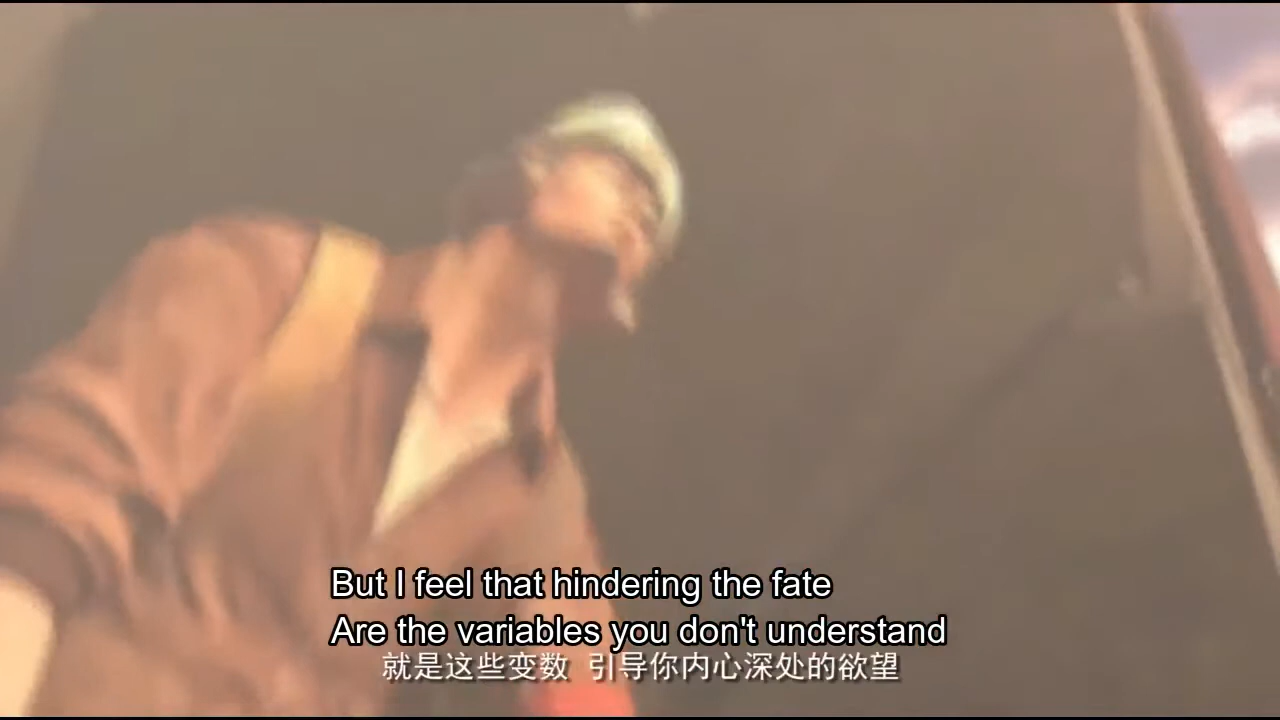 But I feel that hindering the fate
Are the variables you don't understand
就是这些变数 引导你内心深处的欲望